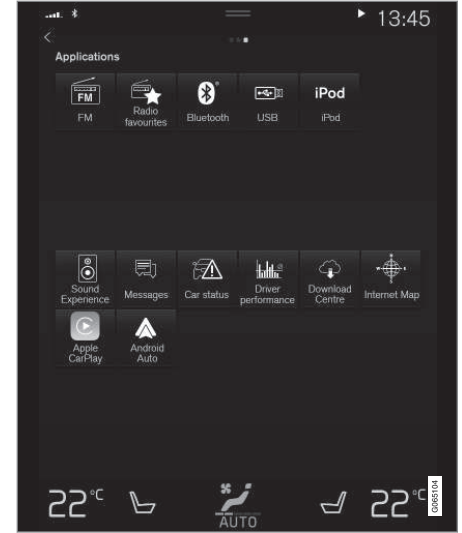 13:45
Applications
FM
iPod
FM
Radio
favourites
Bluetooth
USB
iPod
Sound
Experience
Messages
Car status
Driver
performance
Download
Centre
Internet Map
Apple
CarPlay
Android
Auto
22°C
22°C
AUTO
G065104